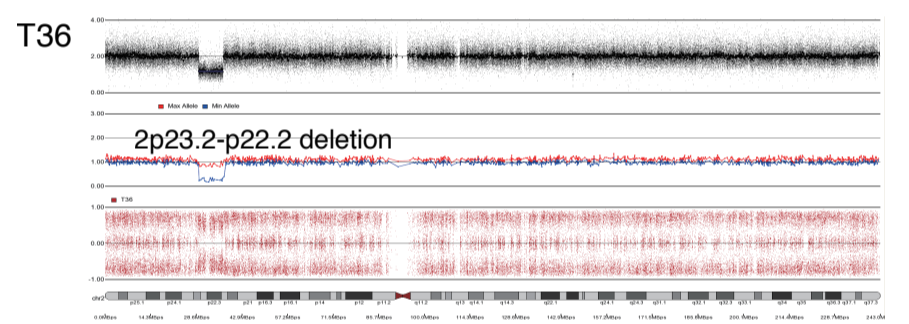 T36
4.00
2.00
0.00
Max Allele Min Allele
3.00
2.00
1.00
0.00
2p23.2-p22.2 deletion
T36
1.00
0.00
-1.00
chr2 p25.1 p24.1 p22.3 p21 p16.3 p16.1 p14 p12 p11.2 q11.2 q13 q14.1 q14.3 q22.1 q24.1 q24.3 q31.1 q32.1 q32.3 q33.1 q34 q35 q36.3 q37.1 q37.3
0.0MBps 14.3MBps 28.6MBps 42.9MBps 57.2MBps 71.5MBps 85.7MBps 100.0MBps 114.3MBps 128.6MBps 142.9MBps 157.2MBps 171.5MBps 185.8MBps 200.1MBps 214.4MBps 228.7MBps 243.0M